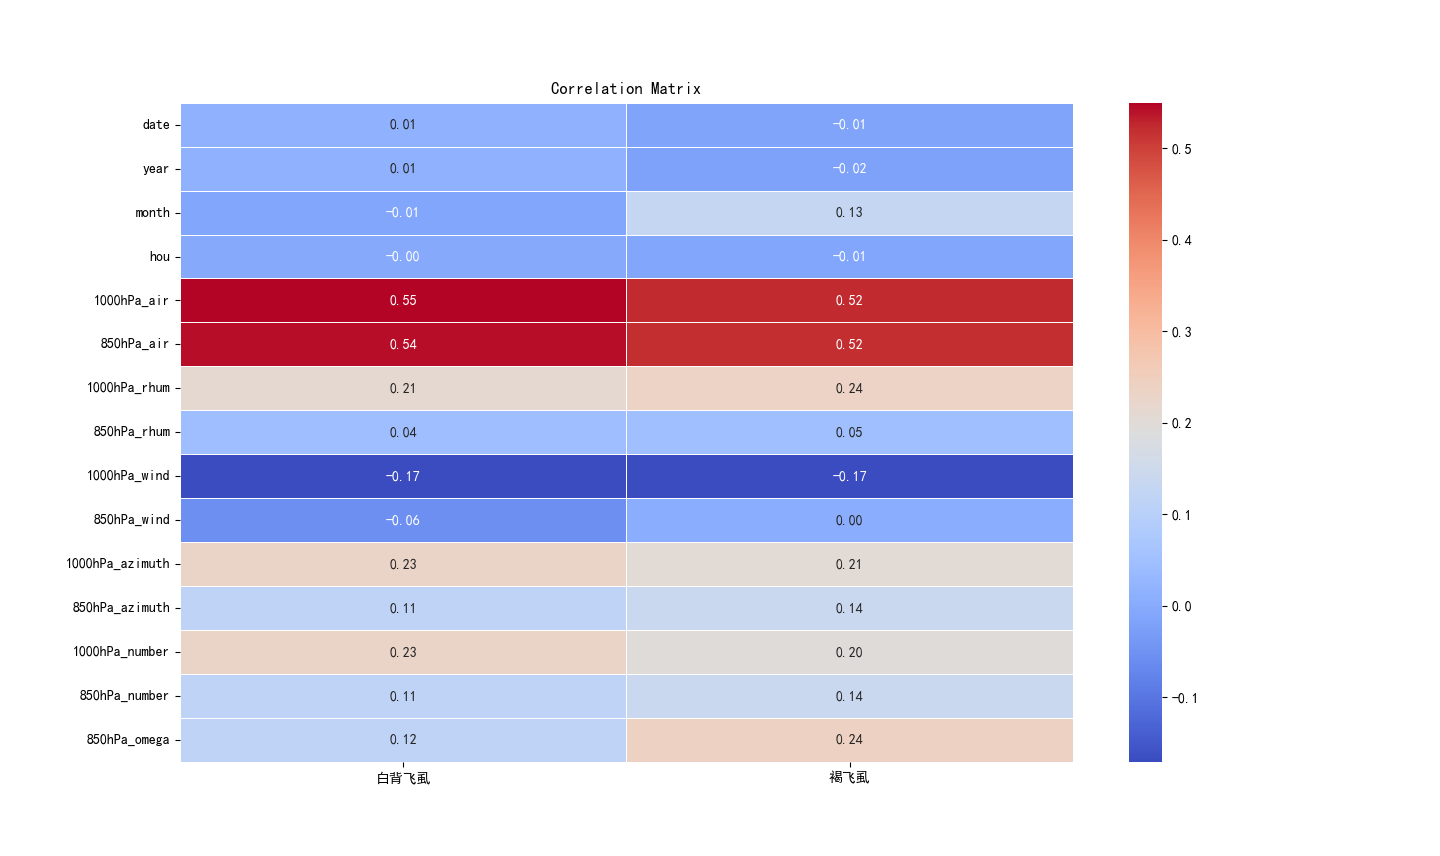 Correlation Matrix
date 0.01 -0.01
year 0.01 -0.02
month -0.01 0.13
hou -0.00 -0.01
1000hPa_air 0.55 0.52
850hPa_air 0.54 0.52
1000hPa_rhum 0.21 0.24
850hPa_rhum 0.04 0.05
1000hPa_wind -0.17 -0.17
850hPa_wind -0.06 0.00
1000hPa_azimuth 0.23 0.21
850hPa_azimuth 0.11 0.14
1000hPa_number 0.23 0.20
850hPa_number 0.11 0.14
850hPa_omega 0.12 0.24
白背飞虱 褐飞虱
0.5
0.4
0.3
0.2
0.1
0.0
-0.1